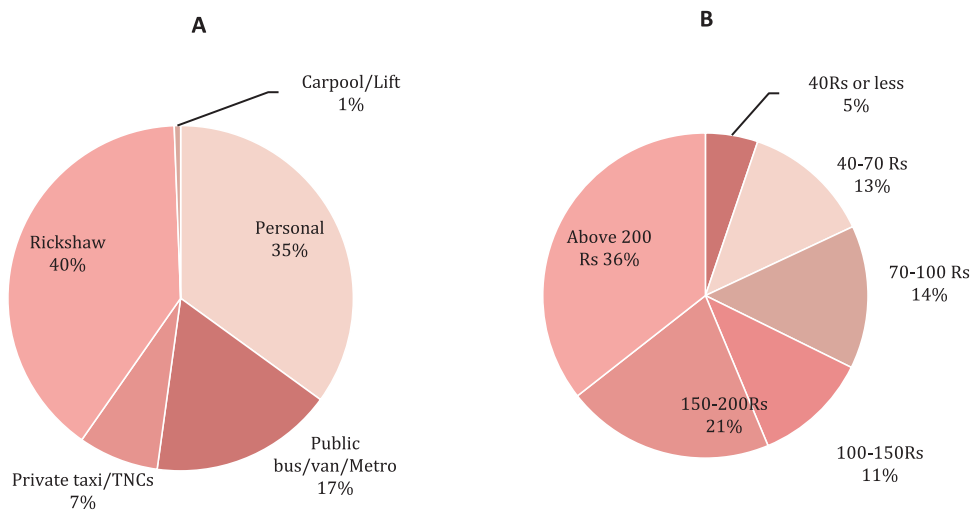 A
Carpool/Lift
1%
Personal
35%
Rickshaw
40%
Public
bus/van/Metro
17%
Private taxi/TNCs
7%
B
40Rs or less
5%
40-70 Rs
13%
70-100 Rs
14%
Above 200
Rs 36%
150-200Rs
21%
100-150Rs
11%